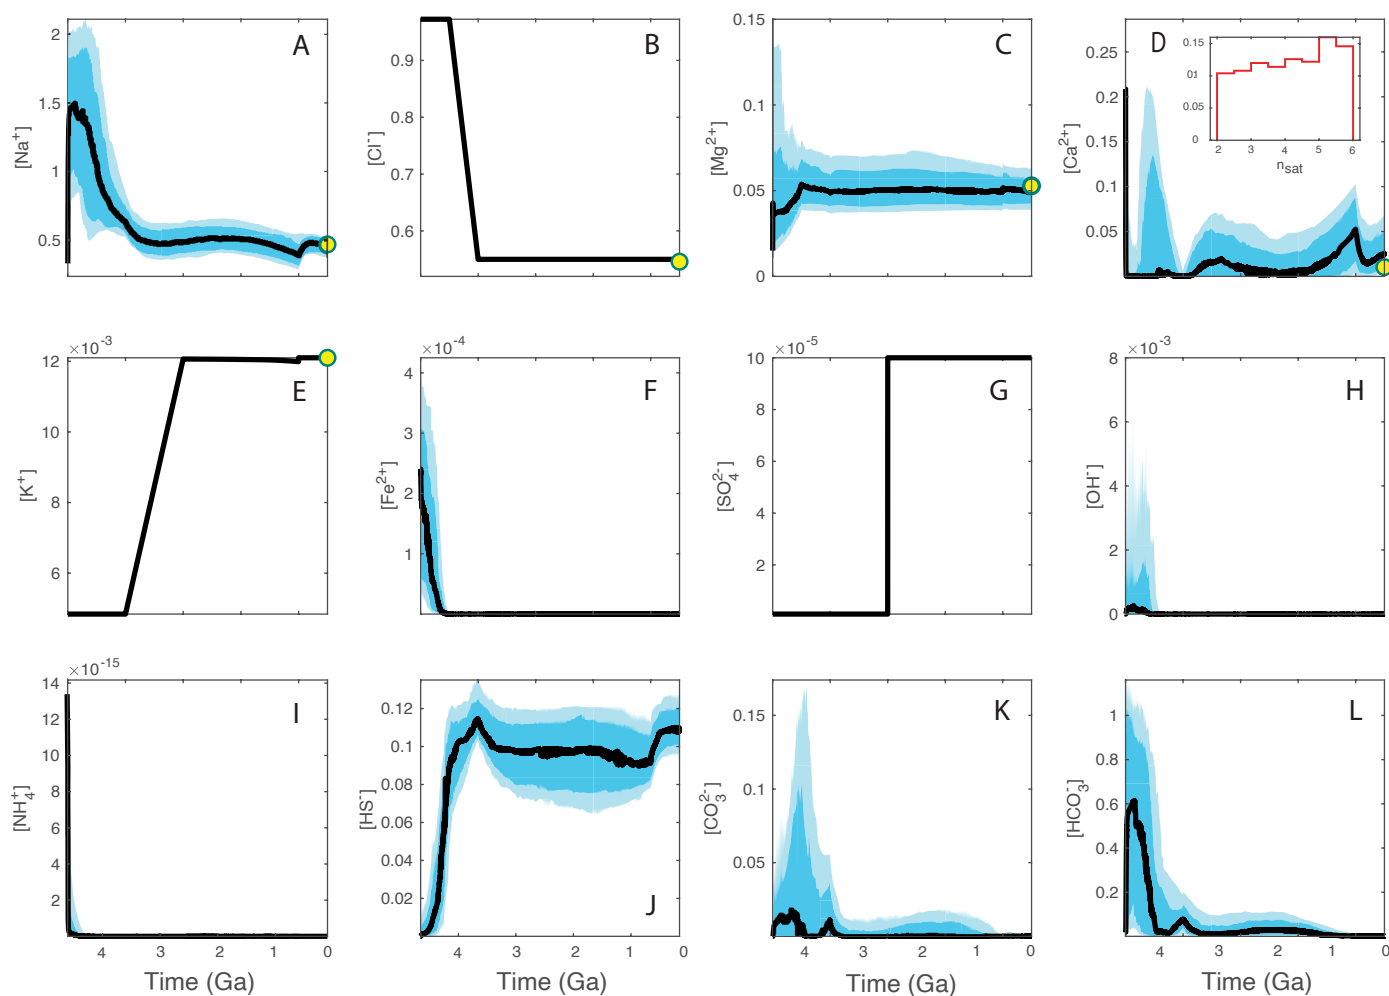 A
[Na⁺]
2
1.5
1
0.5
B
[Cl⁻]
0.9
0.8
0.7
0.6
C
[Mg²⁺]
0.15
0.1
0.05
0
D
[Ca²⁺]
0.25
0.2
0.15
0.1
0.05
0
0.15
01
0.05
0
2 3 4 5 6
n_sat
×10⁻³
E
[K⁺]
12
10
8
6
×10⁻⁴
F
[Fe²⁺]
4
3
2
1
×10⁻⁵
G
[SO₄²⁻]
10
8
6
4
2
×10⁻³
H
[OH⁻]
8
6
4
2
0
×10⁻¹⁵
I
[NH₄⁺]
14
12
10
8
6
4
2
4 3 2 1 0
Time (Ga)
J
[HS⁻]
0.12
0.1
0.08
0.06
0.04
0.02
4 3 2 1 0
Time (Ga)
K
[CO₃²⁻]
0.15
0.1
0.05
4 3 2 1 0
Time (Ga)
L
[HCO₃⁻]
1
0.8
0.6
0.4
0.2
4 3 2 1 0
Time (Ga)